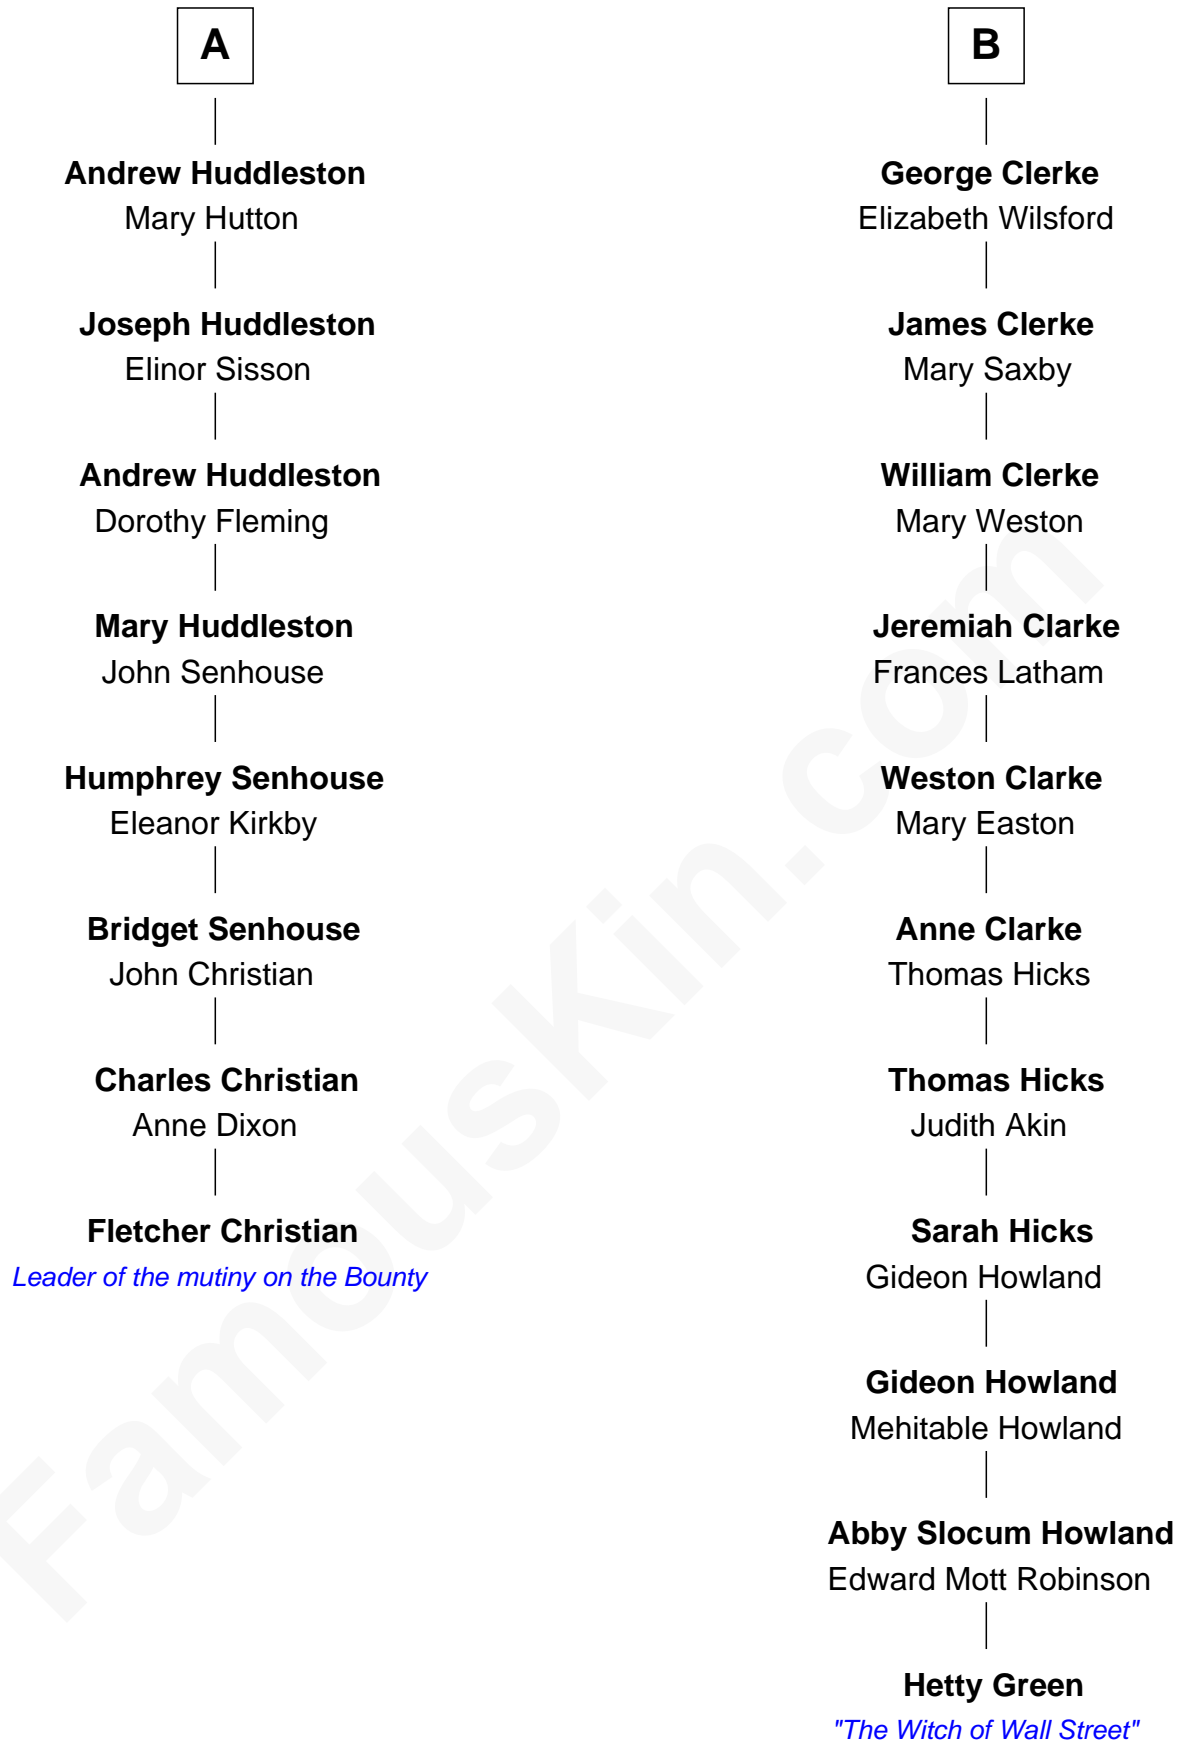 A
Andrew Huddleston
Mary Hutton
Joseph Huddleston
Elinor Sisson
Andrew Huddleston
Dorothy Fleming
Mary Huddleston
John Senhouse
Humphrey Senhouse
Eleanor Kirkby
Bridget Senhouse
John Christian
Charles Christian
Anne Dixon
Fletcher Christian
Leader of the mutiny on the Bounty
B
George Clerke
Elizabeth Wilsford
James Clerke
Mary Saxby
William Clerke
Mary Weston
Jeremiah Clarke
Frances Latham
Weston Clarke
Mary Easton
Anne Clarke
Thomas Hicks
Thomas Hicks
Judith Akin
Sarah Hicks
Gideon Howland
Gideon Howland
Mehitable Howland
Abby Slocum Howland
Edward Mott Robinson
Hetty Green
"The Witch of Wall Street"
FamousKin.com